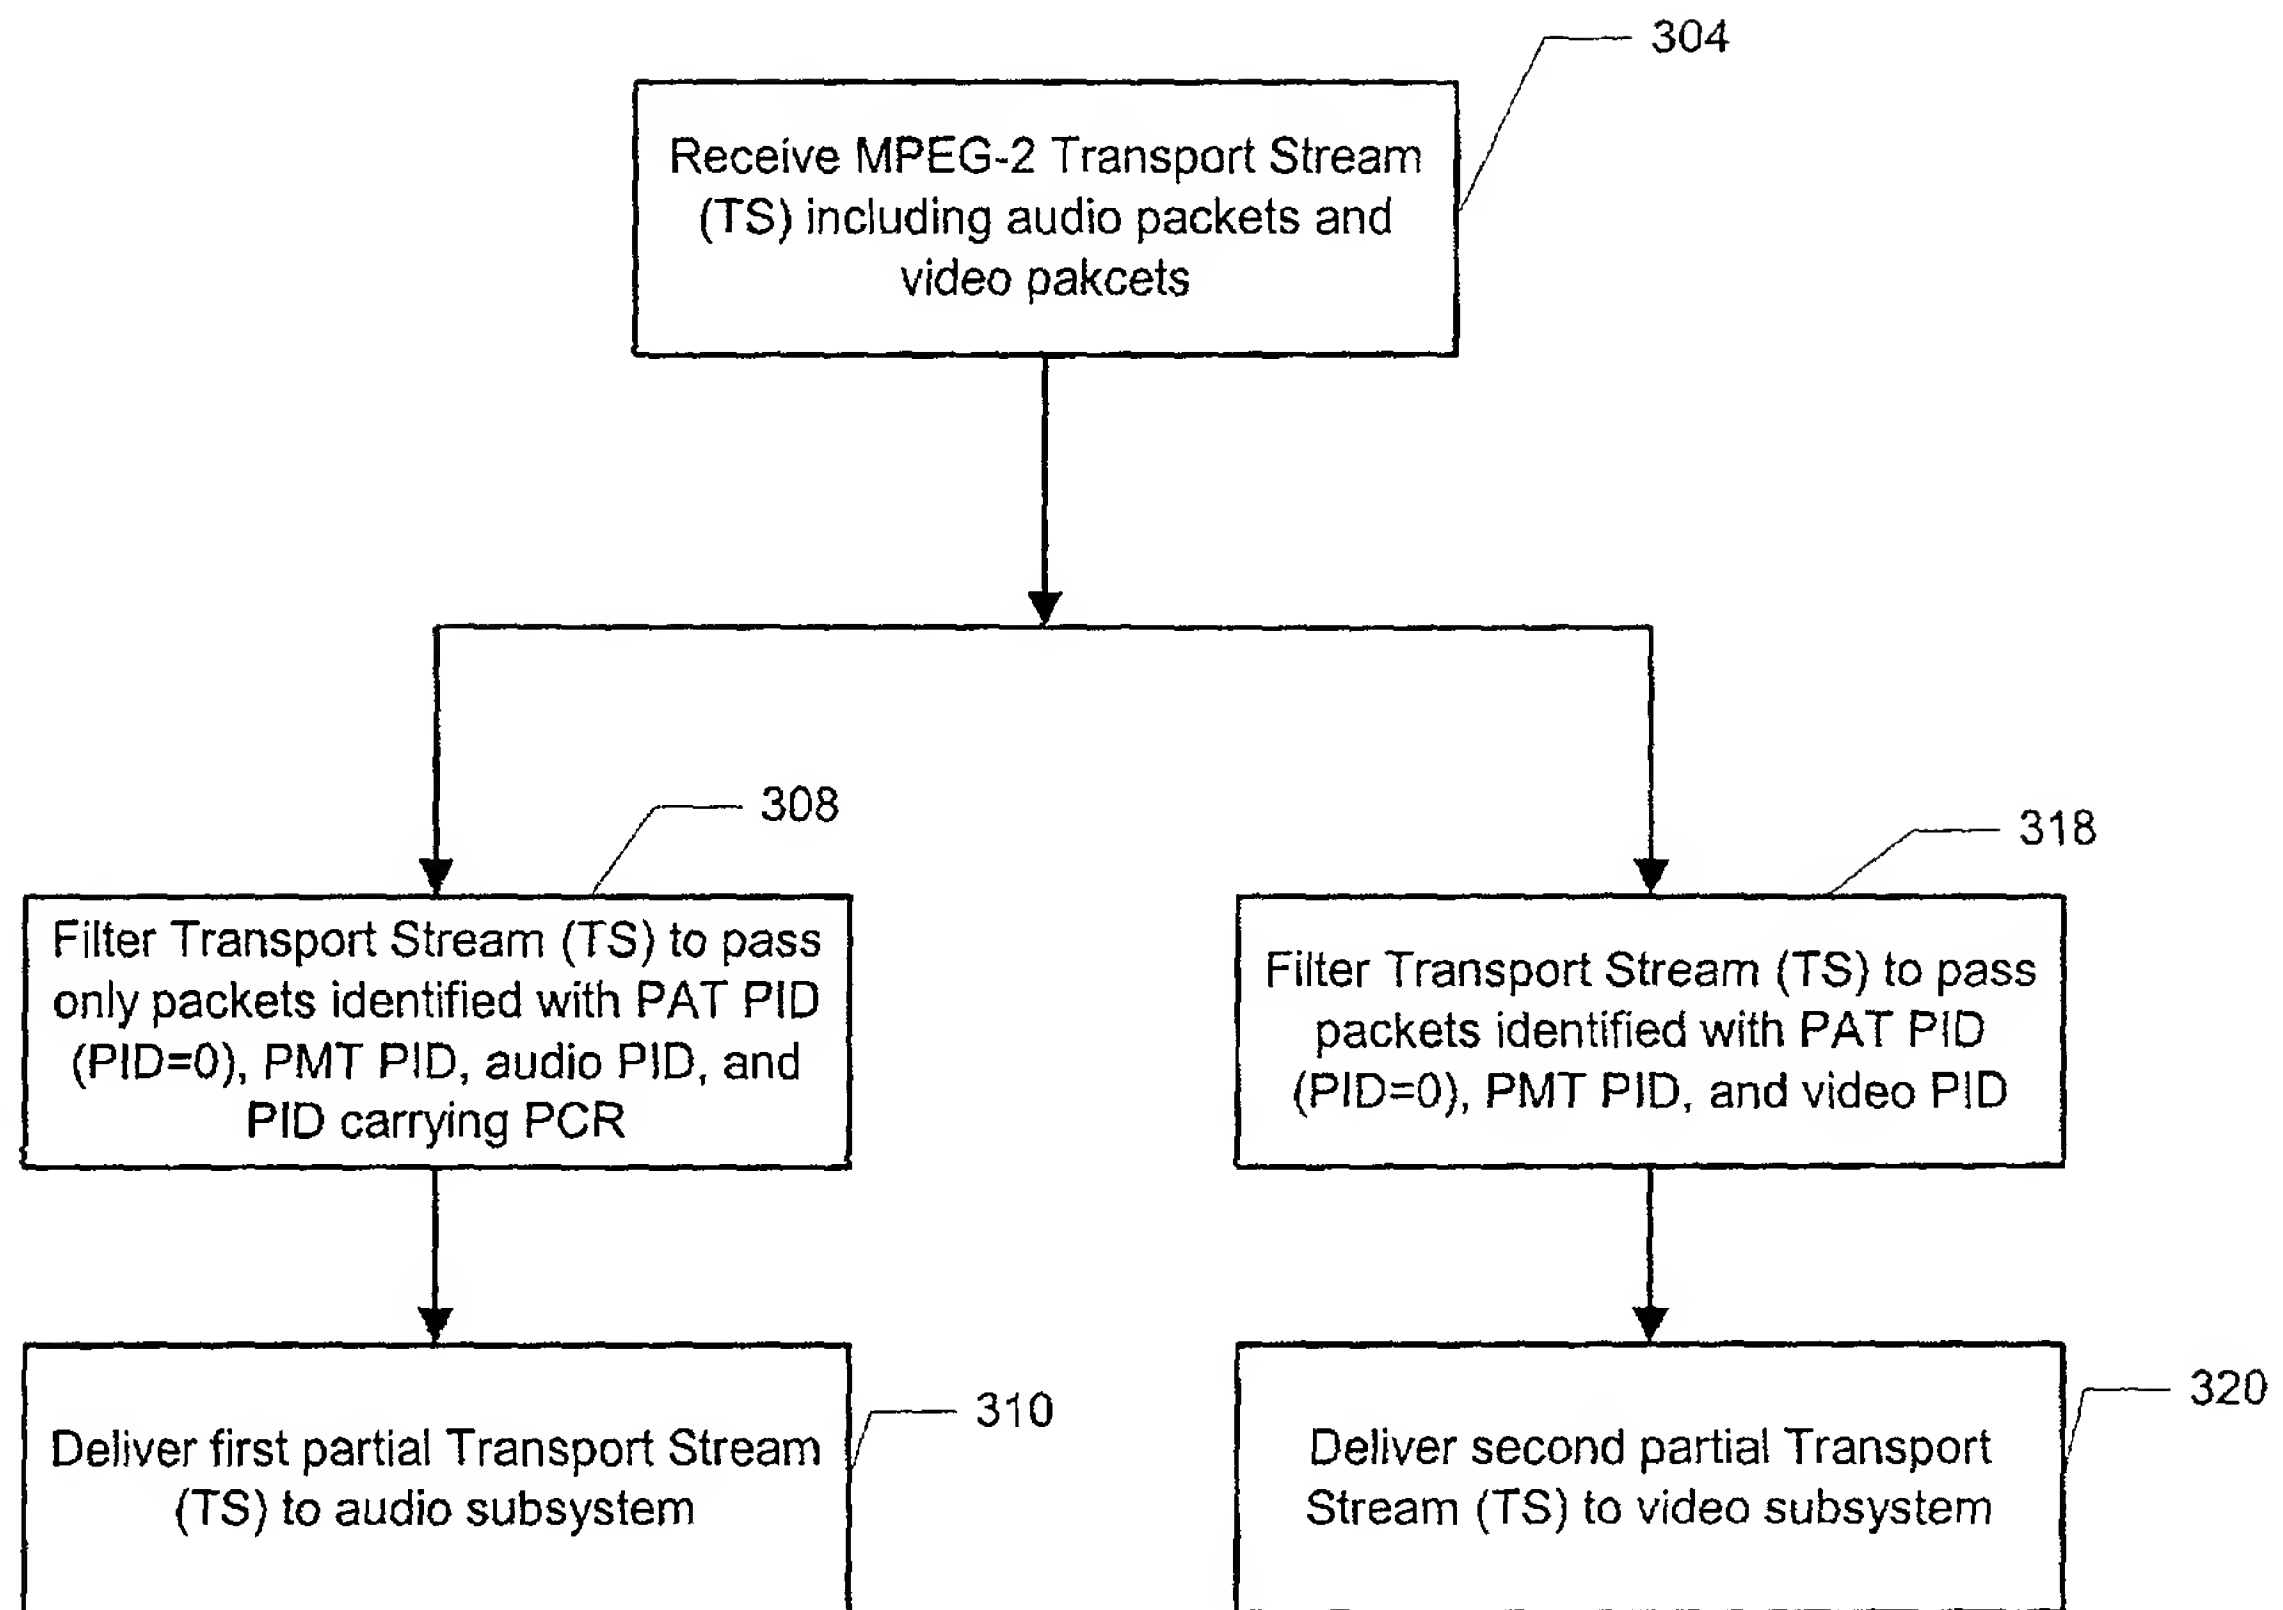 304
Receive MPEG-2 Transport Stream
(TS) including audio packets and
video pakcets
308
Filter Transport Stream (TS) to pass
only packets identified with PAT PID
(PID=0), PMT PID, audio PID, and
PID carrying PCR
318
Filter Transport Stream (TS) to pass
packets identified with PAT PID
(PID=0), PMT PID, and video PID
310
Deliver first partial Transport Stream
(TS) to audio subsystem
320
Deliver second partial Transport
Stream (TS) to video subsystem